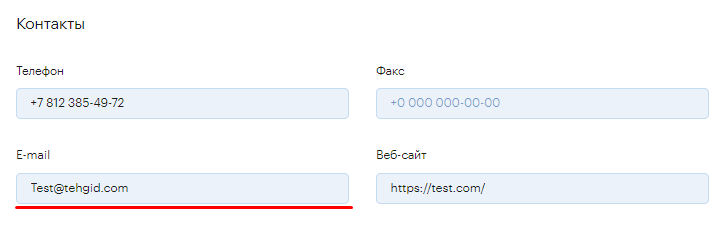 Контакты
Телефон
Факс
+7 812 385-49-72
+0 000 000-00-00
E-mail
Веб-сайт
Test@tehgid.com
https://test.com/